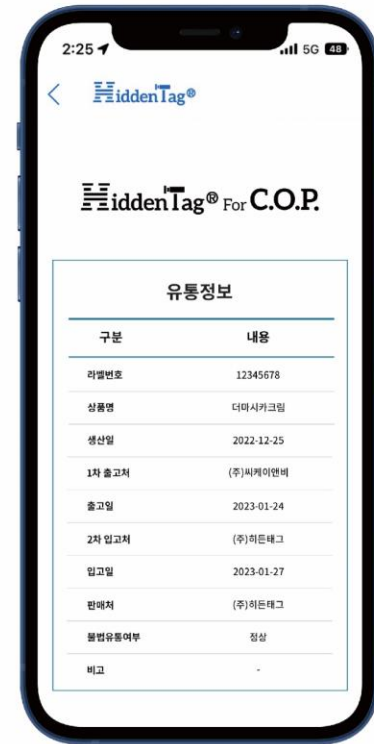 2:25 5G 48
HiddenTag®
HiddenTag® For C.O.P.
유통정보
구분 내용
라벨번호 12345678
상품명 더마시카크림
생산일 2022-12-25
1차 출고처 (주)씨케이앤비
출고일 2023-01-24
2차 입고처 (주)히든태그
입고일 2023-01-27
판매처 (주)히든태그
불법유통여부 정상
비고 -